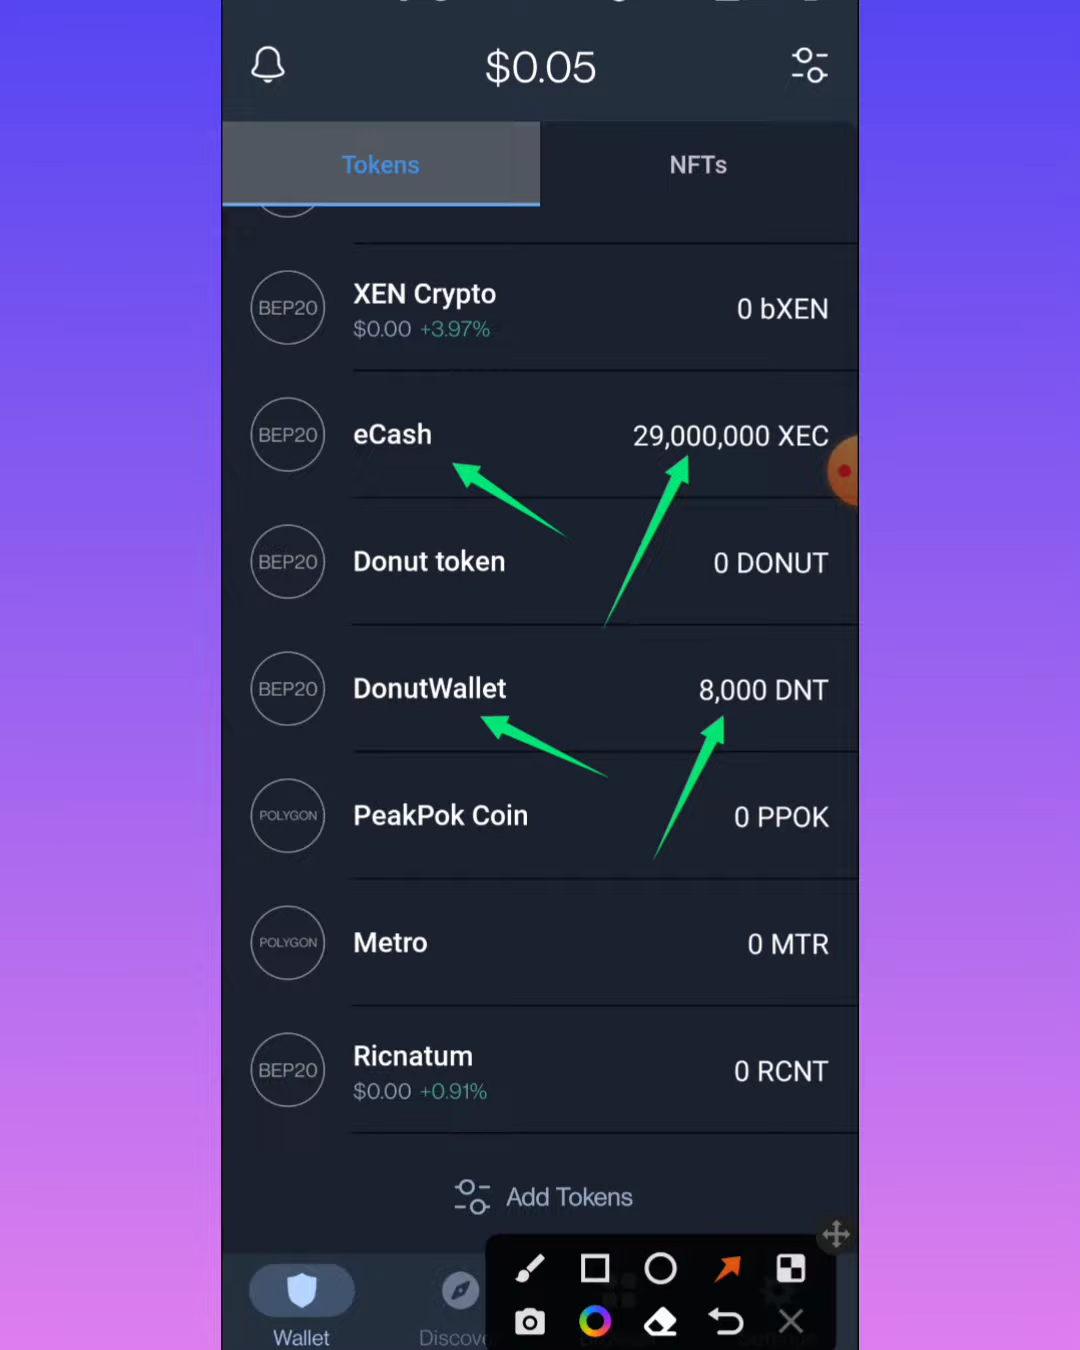 $0.05
Tokens
NFTs
BEP20
XEN Crypto
$0.00 +3.97%
0 bXEN
BEP20
eCash
29,000,000 XEC
BEP20
Donut token
0 DONUT
BEP20
DonutWallet
8,000 DNT
POLYGON
PeakPok Coin
0 PPOK
POLYGON
Metro
0 MTR
BEP20
Ricnatum
$0.00 +0.91%
0 RCNT
Add Tokens
Wallet
Discov